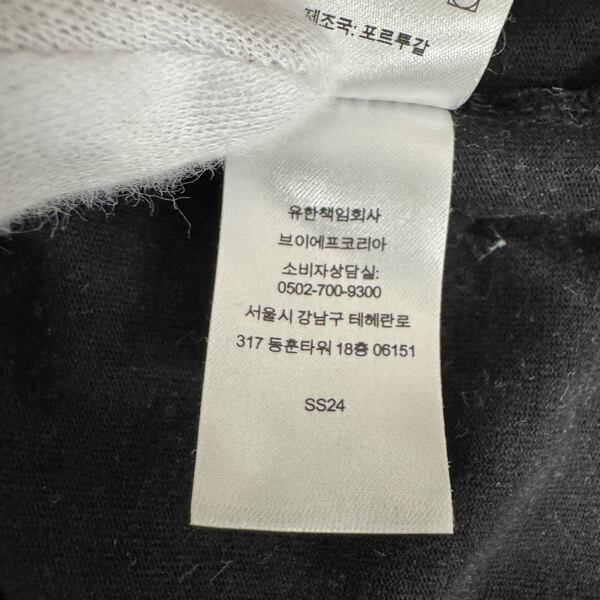 제조국: 포르투갈
유한책임회사
브이에프코리아
소비자상담실:
0502-700-9300
서울시 강남구 테헤란로
317 동훈타워 18층 06151
SS24